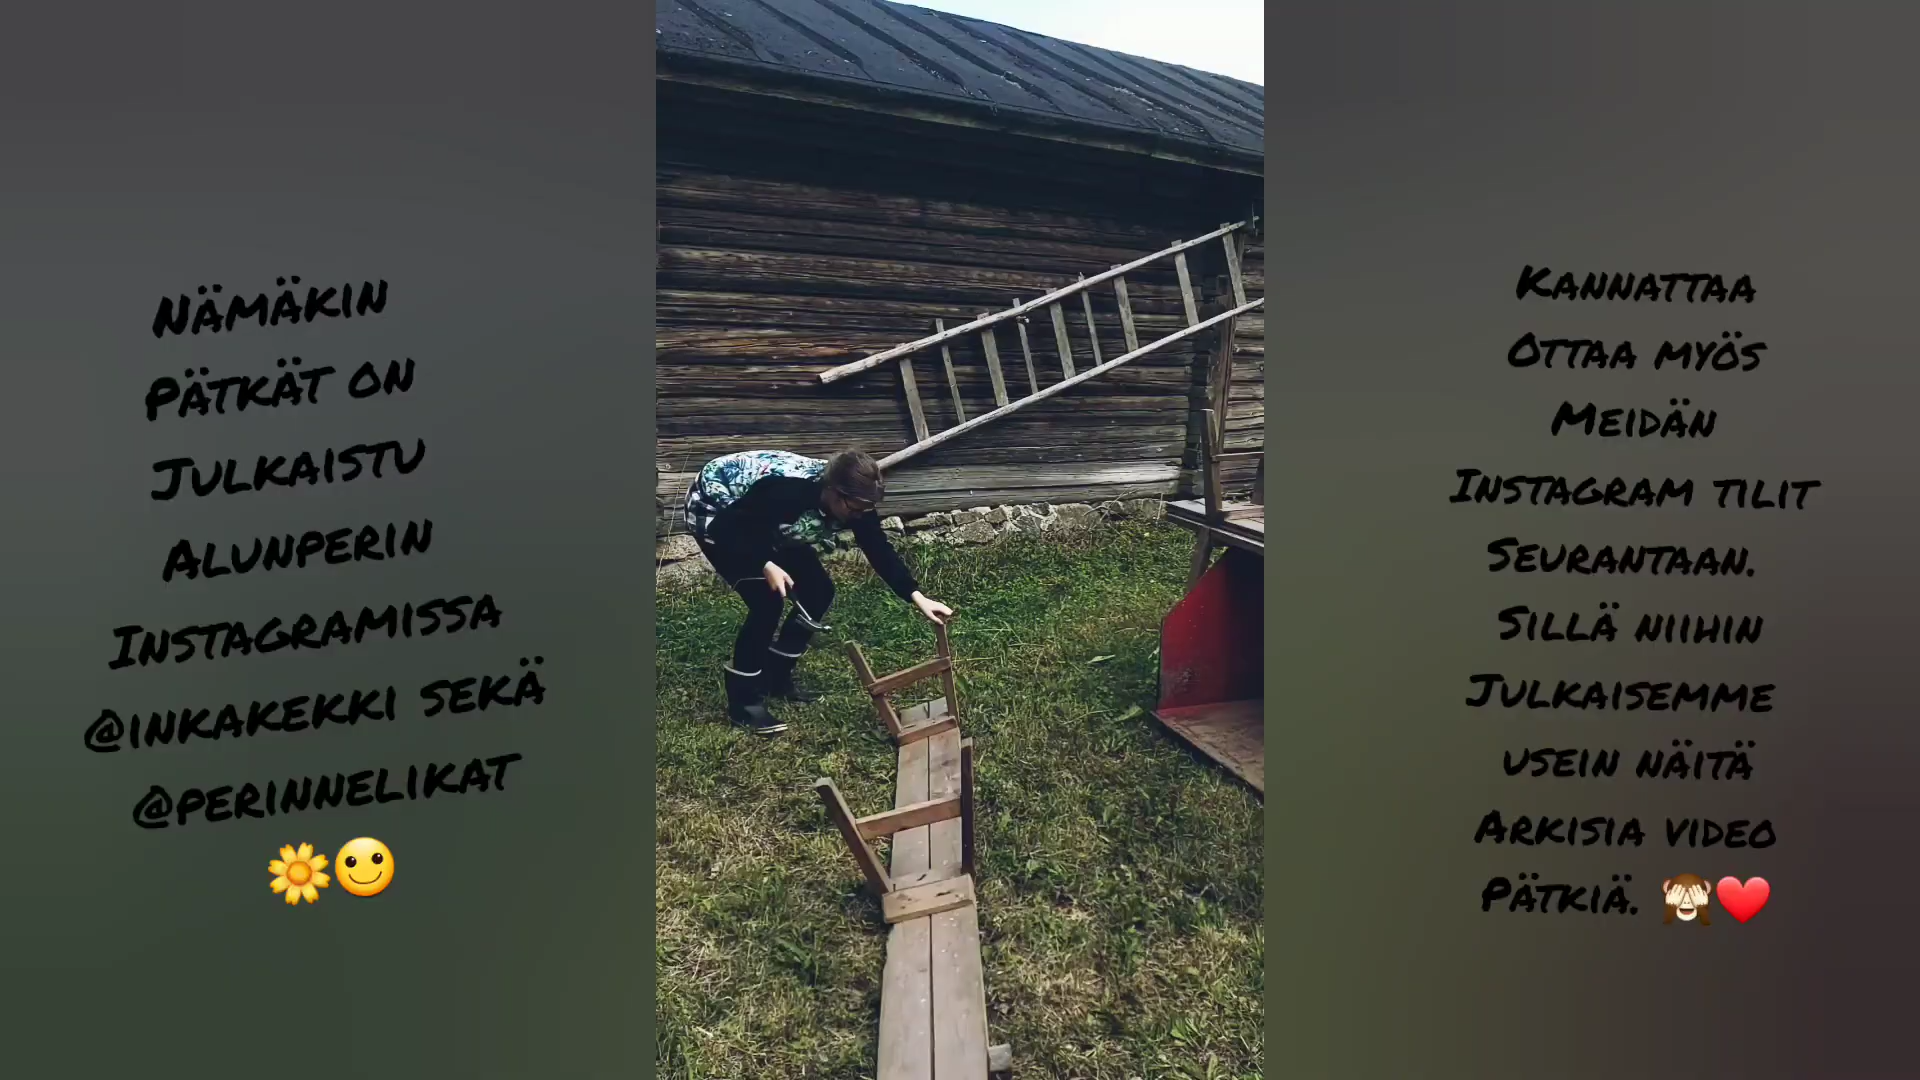 Nämäkin
Pätkät on
Julkaistu
Alunperin
Instagramissa
@inkakekki sekä
@perinnelikat
🌼🙂
Kannattaa
Ottaa myös
Meidän
Instagram tilit
Seurantaan.
Sillä niihin
Julkaisemme
usein näitä
Arkisia video
Pätkiä. 🙈❤️